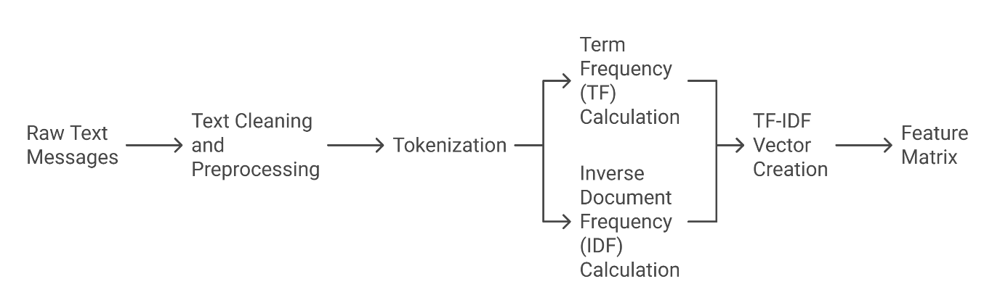 Raw Text
Messages
Text Cleaning
and
Preprocessing
Tokenization
Term
Frequency
(TF)
Calculation
Inverse
Document
Frequency
(IDF)
Calculation
TF-IDF
Vector
Creation
Feature
Matrix